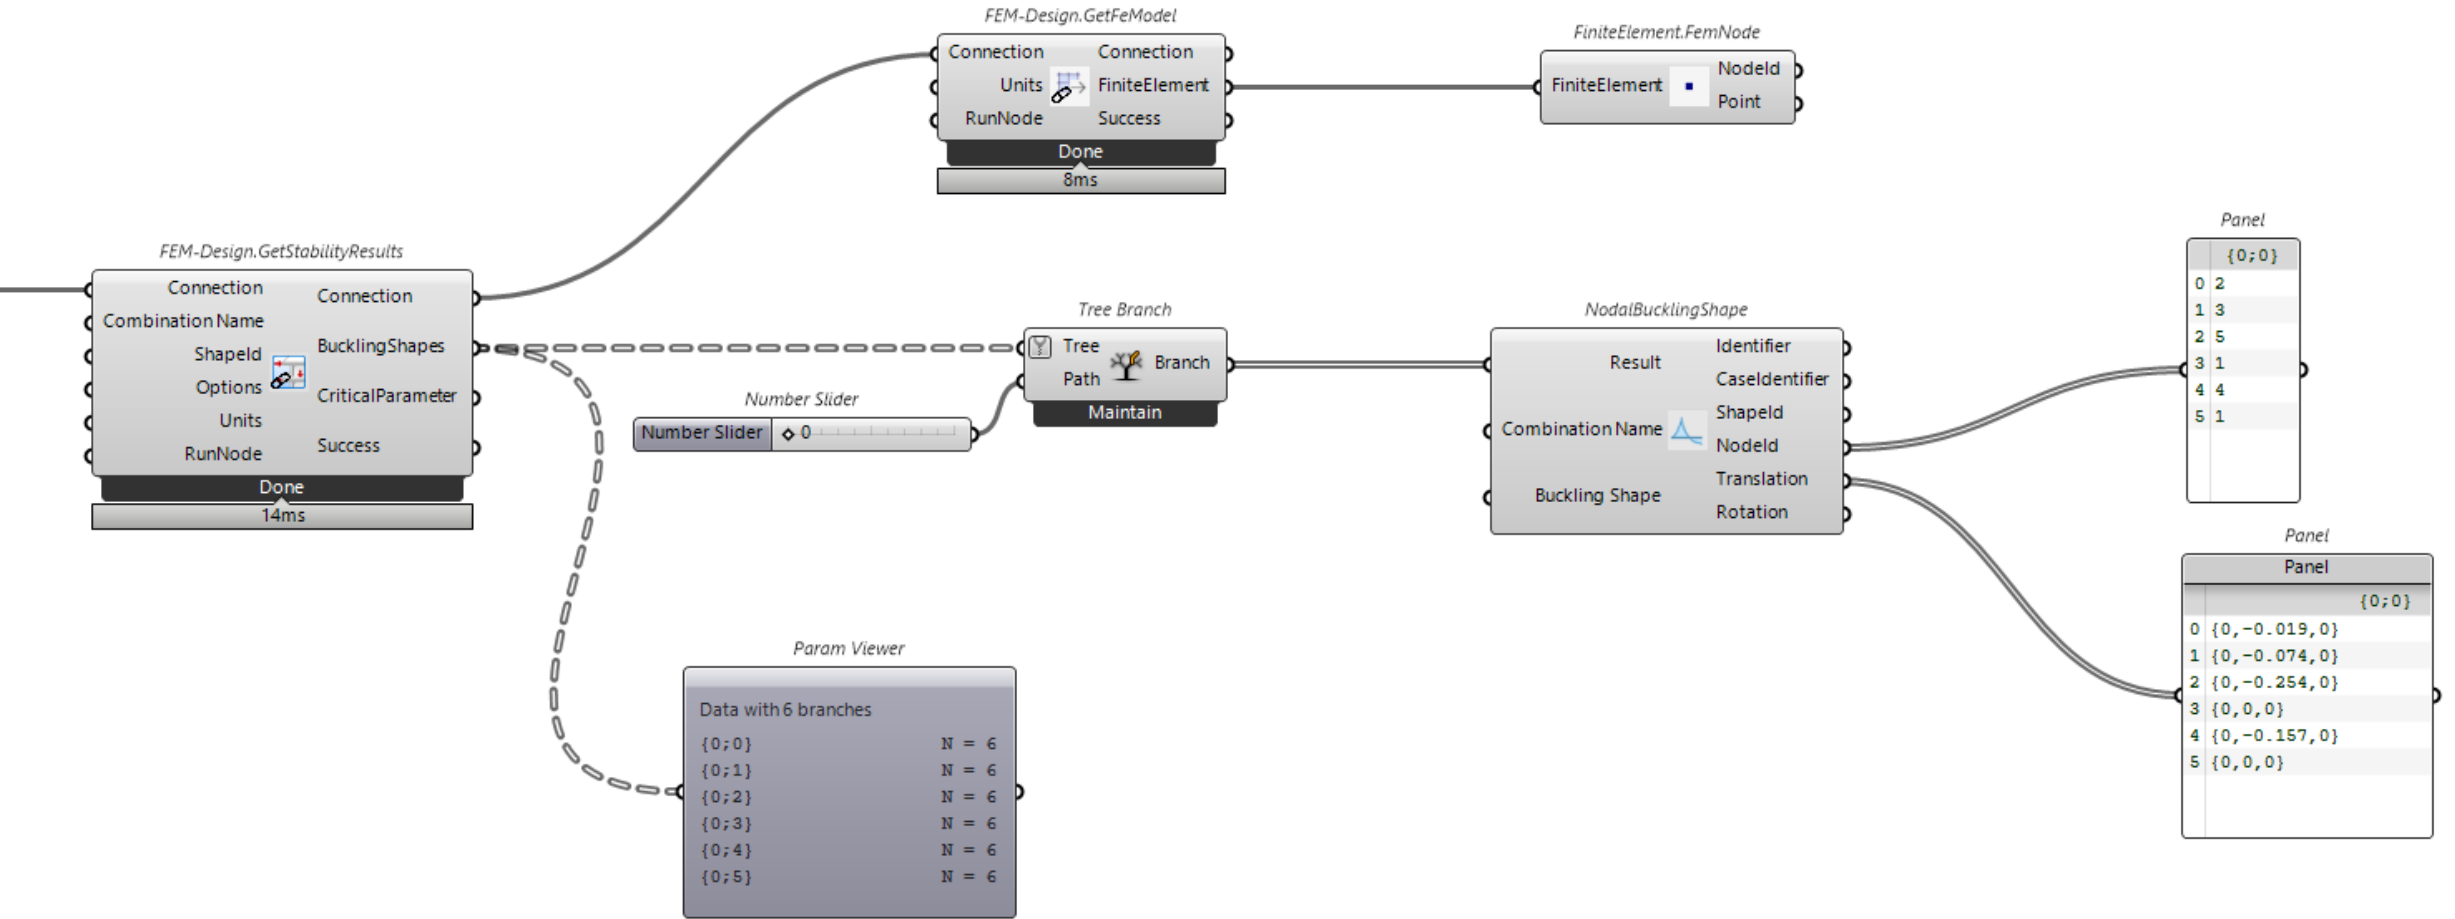 FEM-Design.GetFeModel
Connection Connection
Units FiniteElement
RunNode Success
Done
8ms
FiniteElement.FemNode
FiniteElement
NodeId
Point
FEM-Design.GetStabilityResults
Connection
Combination Name
ShapeId
Options
Units
RunNode
Connection
BucklingShapes
CriticalParameter
Success
Done
14ms
Tree Branch
Tree
Path
Branch
Maintain
Number Slider
Number Slider 0
NodalBucklingShape
Result
Combination Name
Buckling Shape
Identifier
CaseIdentifier
ShapeId
NodeId
Translation
Rotation
Panel
{0;0}
0 2
1 3
2 5
3 1
4 4
5 1
Panel
Panel
{0;0}
0 {0,-0.019,0}
1 {0,-0.074,0}
2 {0,-0.254,0}
3 {0,0,0}
4 {0,-0.157,0}
5 {0,0,0}
Param Viewer
Data with 6 branches
{0;0} N = 6
{0;1} N = 6
{0;2} N = 6
{0;3} N = 6
{0;4} N = 6
{0;5} N = 6